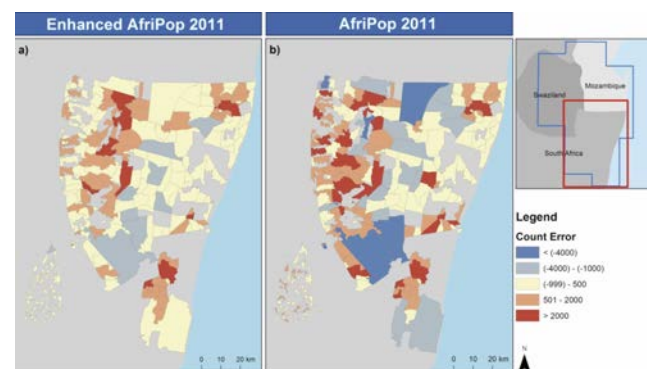 Enhanced AfriPop 2011
AfriPop 2011
a)
b)
Mozambique
Swaziland
South Africa
Legend
Count Error
< (-4000)
(-4000) - (-1000)
(-999) - 500
501 - 2000
> 2000
N
0 10 20 km
0 10 20 km